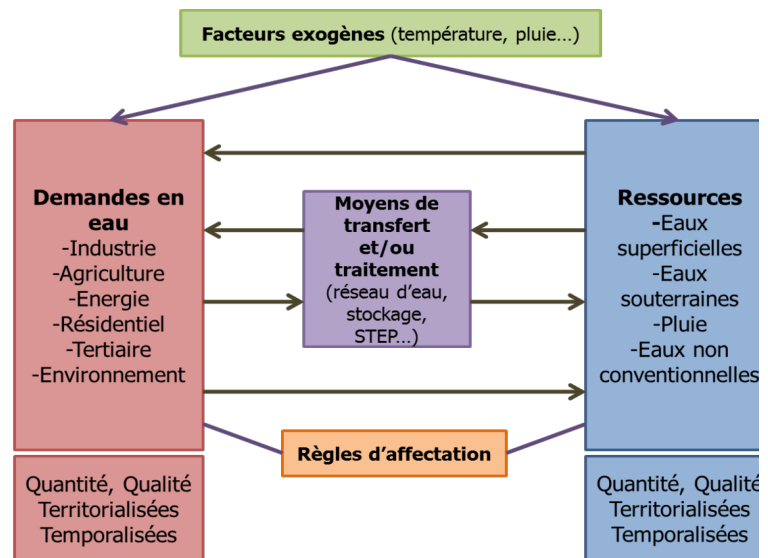 Facteurs exogènes (température, pluie…)
Demandes en
eau
-Industrie
-Agriculture
-Energie
-Résidentiel
-Tertiaire
-Environnement
Moyens de
transfert
et/ou
traitement
(réseau d'eau,
stockage,
STEP…)
Ressources
-Eaux
superficielles
-Eaux
souterraines
-Pluie
-Eaux non
conventionnelles
Règles d'affectation
Quantité, Qualité
Territorialisées
Temporalisées
Quantité, Qualité
Territorialisées
Temporalisées